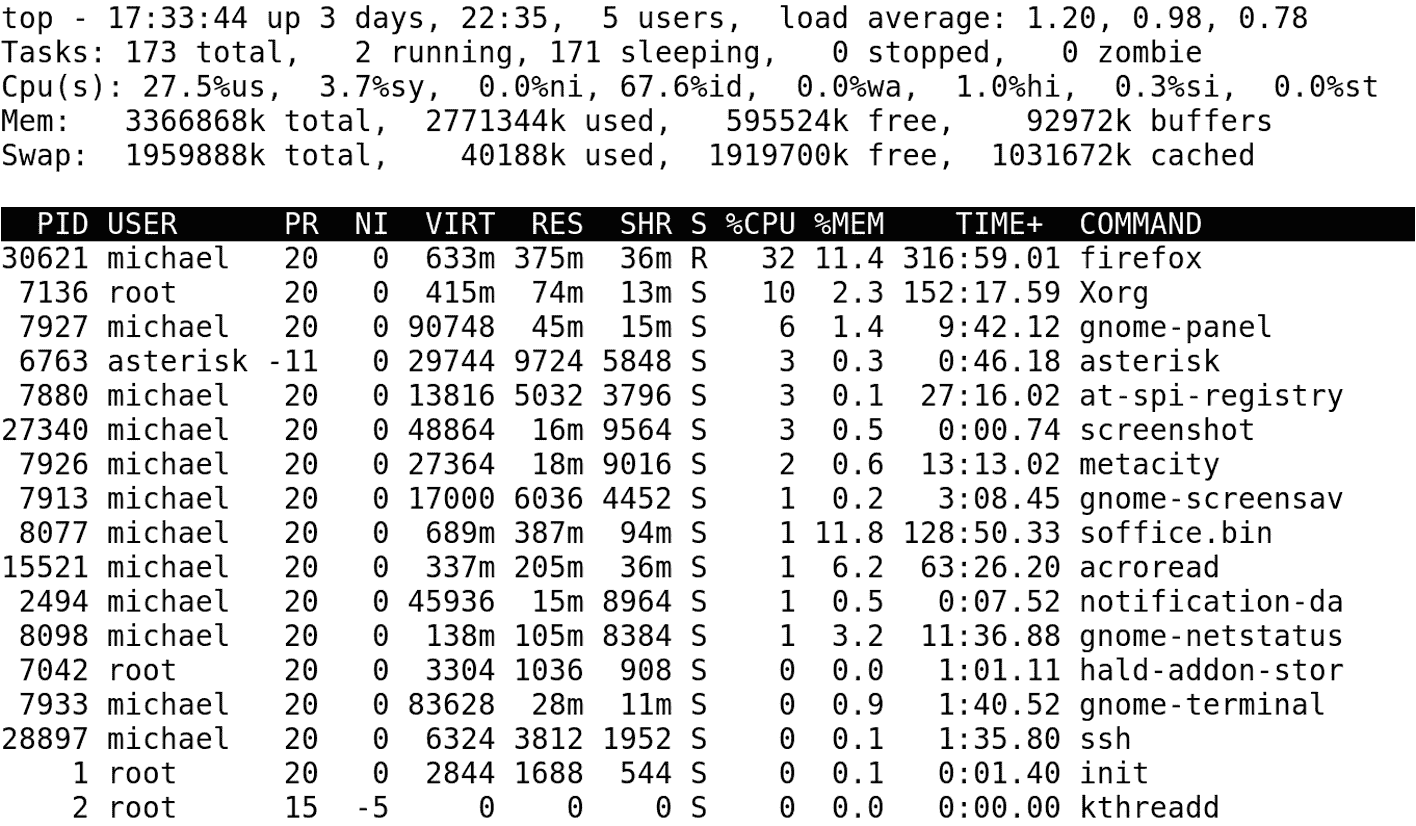 top - 17:33:44 up 3 days, 22:35,  5 users,  load average: 1.20, 0.98, 0.78
Tasks: 173 total,   2 running, 171 sleeping,   0 stopped,   0 zombie
Cpu(s): 27.5%us,  3.7%sy,  0.0%ni, 67.6%id,  0.0%wa,  1.0%hi,  0.3%si,  0.0%st
Mem:   3366868k total,  2771344k used,   595524k free,    92972k buffers
Swap:  1959888k total,    40188k used,  1919700k free,  1031672k cached

  PID USER      PR  NI  VIRT  RES  SHR S %CPU %MEM    TIME+  COMMAND
30621 michael   20   0  633m 375m  36m R   32 11.4 316:59.01 firefox
 7136 root      20   0  415m  74m  13m S   10  2.3 152:17.59 Xorg
 7927 michael   20   0 90748  45m  15m S    6  1.4   9:42.12 gnome-panel
 6763 asterisk -11   0 29744 9724 5848 S    3  0.3   0:46.18 asterisk
 7880 michael   20   0 13816 5032 3796 S    3  0.1  27:16.02 at-spi-registry
27340 michael   20   0 48864  16m 9564 S    3  0.5   0:00.74 screenshot
 7926 michael   20   0 27364  18m 9016 S    2  0.6  13:13.02 metacity
 7913 michael   20   0 17000 6036 4452 S    1  0.2   3:08.45 gnome-screensav
 8077 michael   20   0  689m 387m  94m S    1 11.8 128:50.33 soffice.bin
15521 michael   20   0  337m 205m  36m S    1  6.2  63:26.20 acroread
 2494 michael   20   0 45936  15m 8964 S    1  0.5   0:07.52 notification-da
 8098 michael   20   0  138m 105m 8384 S    1  3.2  11:36.88 gnome-netstatus
 7042 root      20   0  3304 1036  908 S    0  0.0   1:01.11 hald-addon-stor
 7933 michael   20   0 83628  28m  11m S    0  0.9   1:40.52 gnome-terminal
28897 michael   20   0  6324 3812 1952 S    0  0.1   1:35.80 ssh
    1 root      20   0  2844 1688  544 S    0  0.1   0:01.40 init
    2 root      15  -5     0    0    0 S    0  0.0   0:00.00 kthreadd